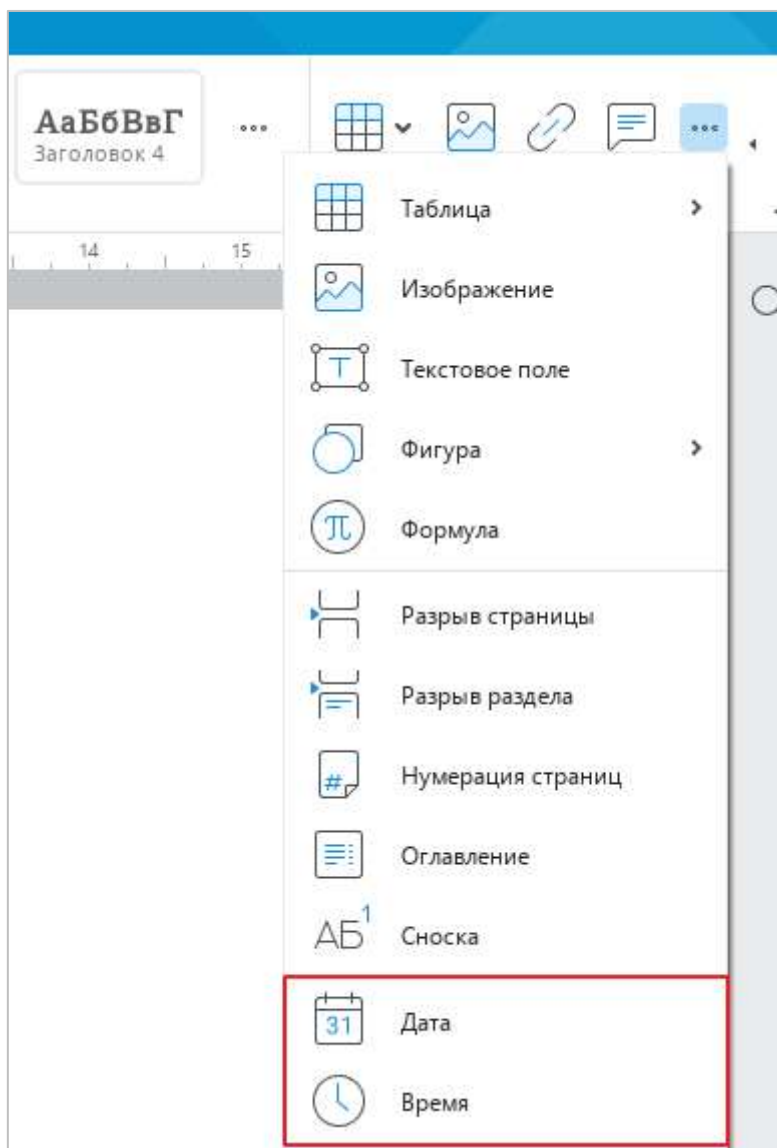 АаБбВвГ
Заголовок 4
14 15
Таблица
Изображение
Т Текстовое поле
Фигура
π Формула
Разрыв страницы
Разрыв раздела
# Нумерация страниц
Оглавление
АБ1 Сноска
31 Дата
Время